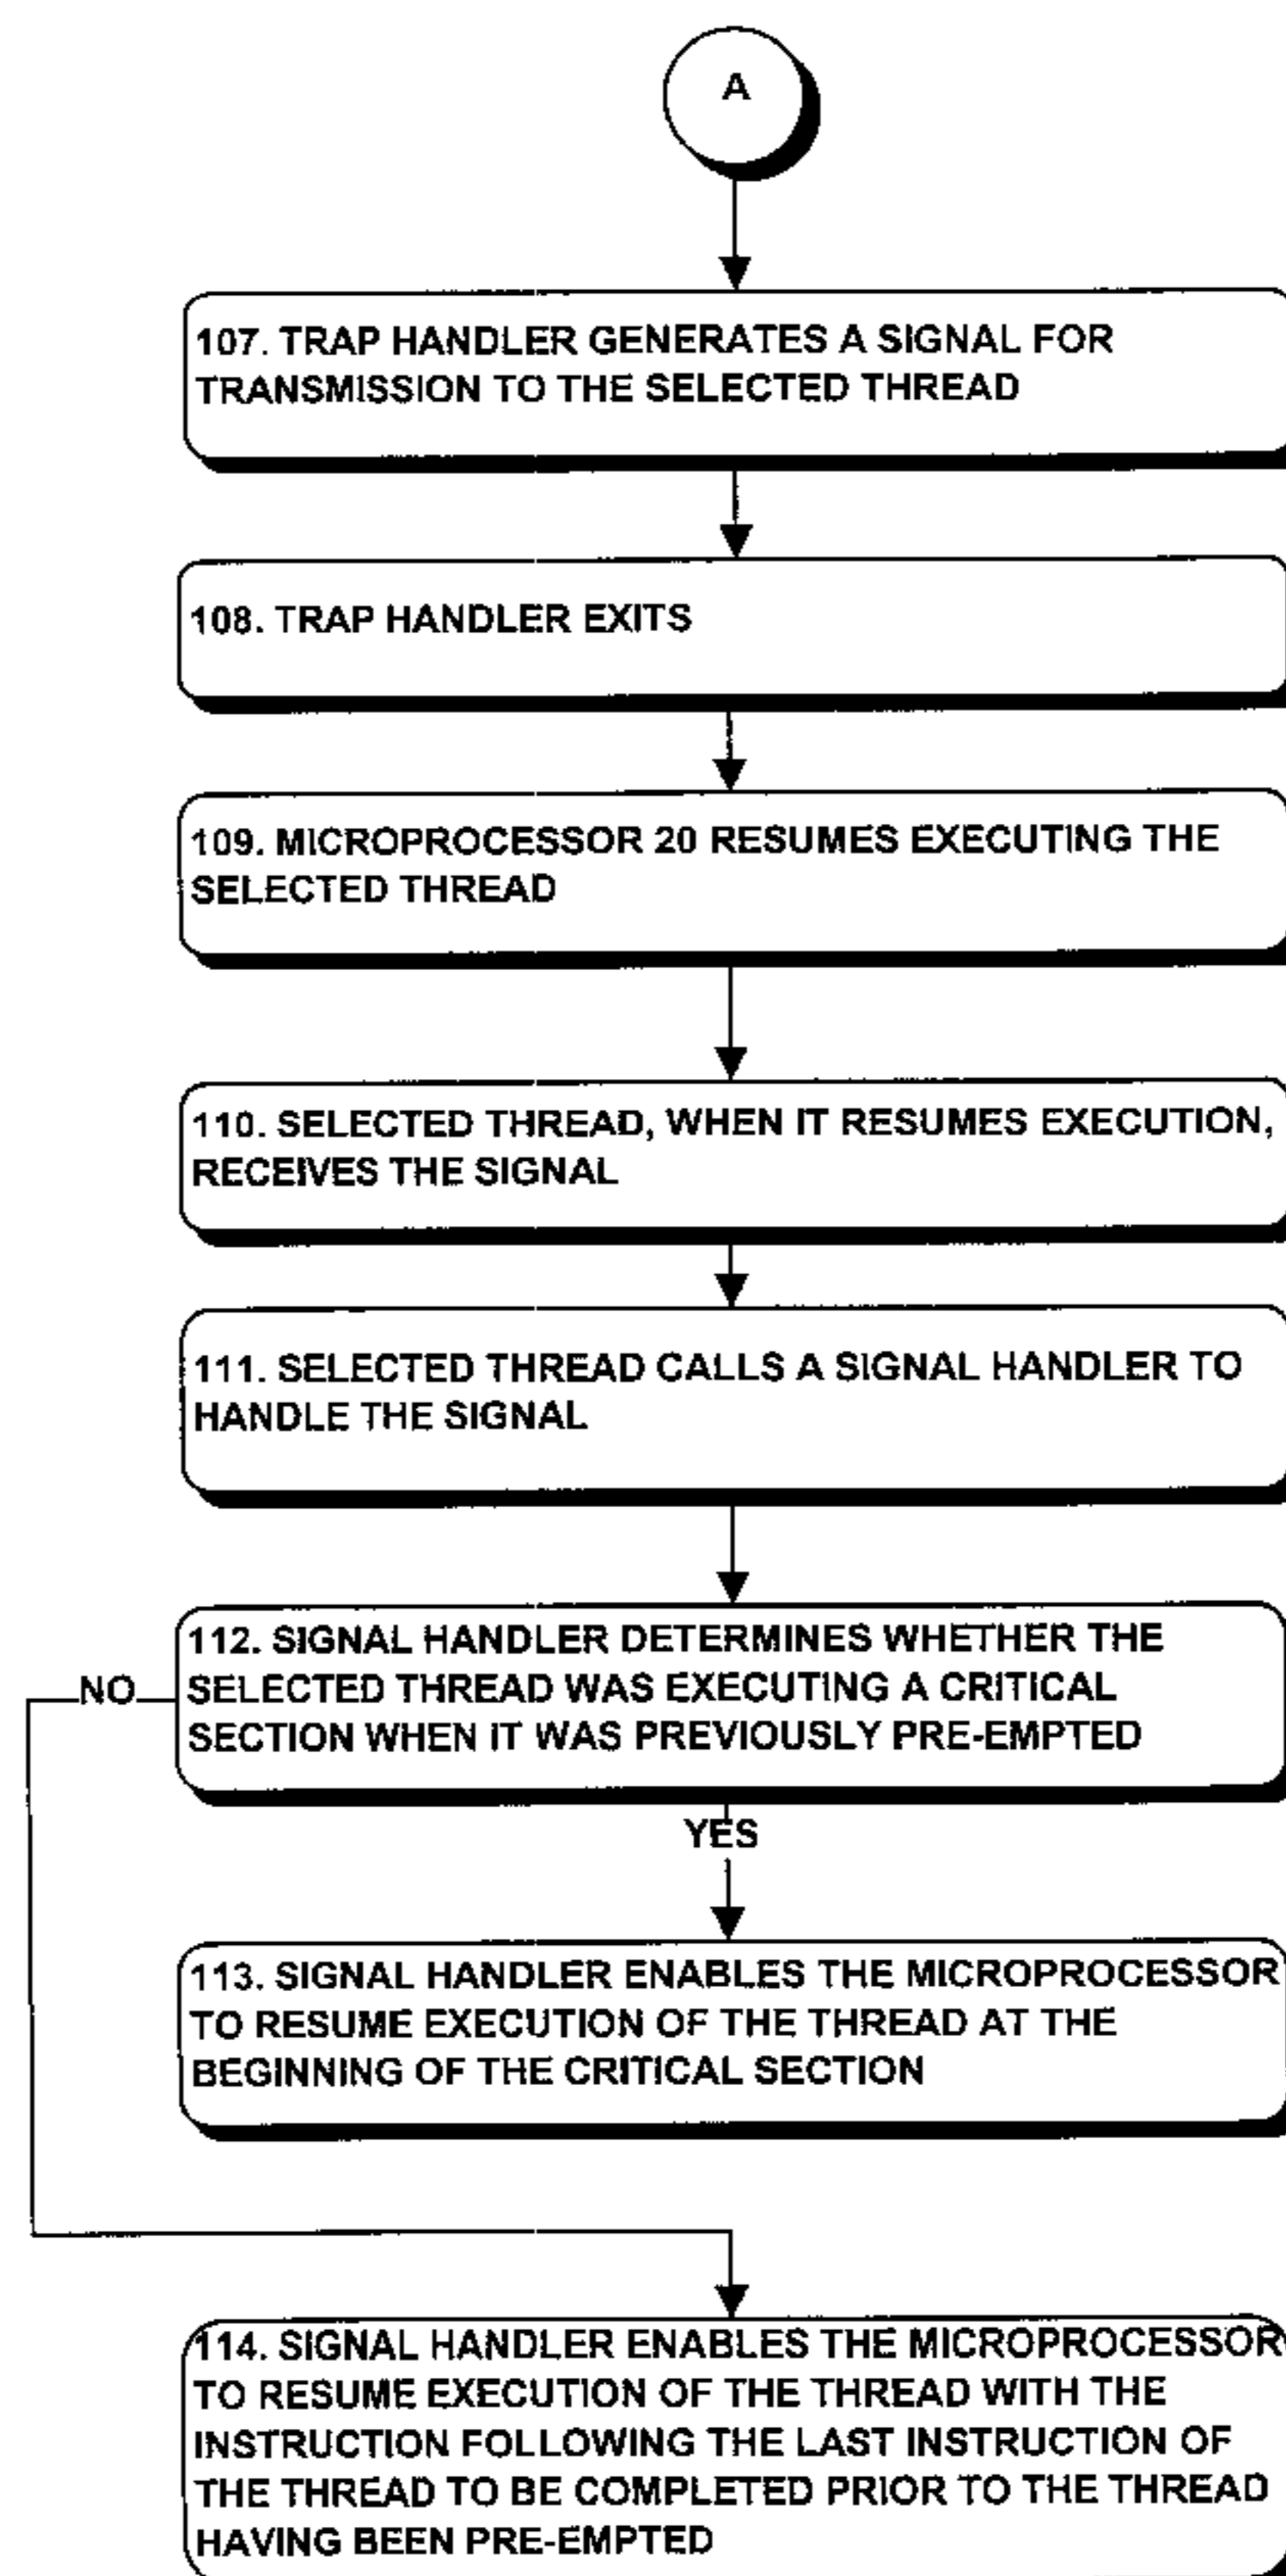 A
107. TRAP HANDLER GENERATES A SIGNAL FOR
TRANSMISSION TO THE SELECTED THREAD
108. TRAP HANDLER EXITS
109. MICROPROCESSOR 20 RESUMES EXECUTING THE
SELECTED THREAD
110. SELECTED THREAD, WHEN IT RESUMES EXECUTION,
RECEIVES THE SIGNAL
111. SELECTED THREAD CALLS A SIGNAL HANDLER TO
HANDLE THE SIGNAL
112. SIGNAL HANDLER DETERMINES WHETHER THE
SELECTED THREAD WAS EXECUTING A CRITICAL
SECTION WHEN IT WAS PREVIOUSLY PRE-EMPTED
NO
YES
113. SIGNAL HANDLER ENABLES THE MICROPROCESSOR
TO RESUME EXECUTION OF THE THREAD AT THE
BEGINNING OF THE CRITICAL SECTION
114. SIGNAL HANDLER ENABLES THE MICROPROCESSOR
TO RESUME EXECUTION OF THE THREAD WITH THE
INSTRUCTION FOLLOWING THE LAST INSTRUCTION OF
THE THREAD TO BE COMPLETED PRIOR TO THE THREAD
HAVING BEEN PRE-EMPTED